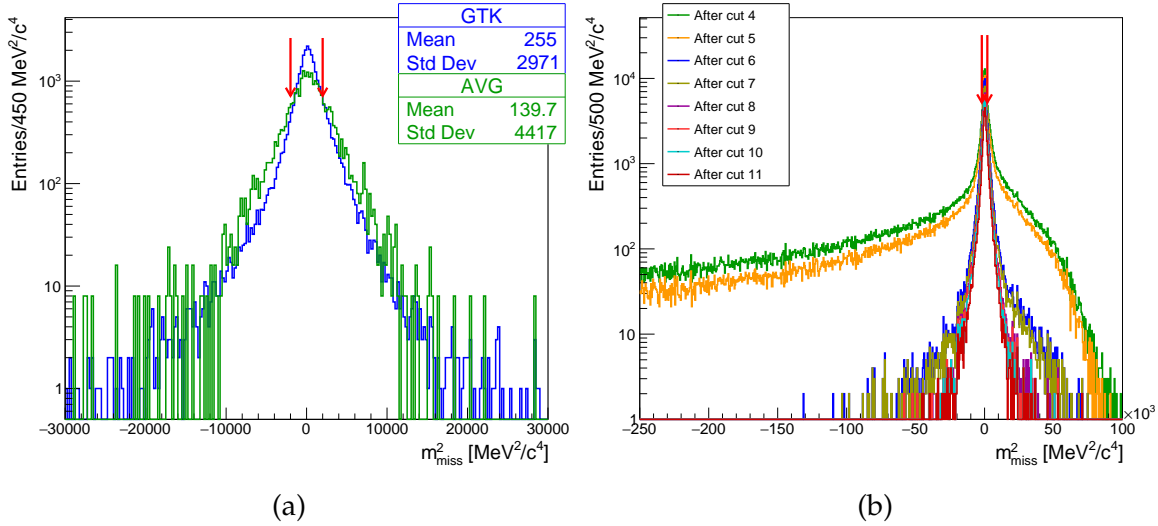 Entries/450 MeV²/c⁴
10³
10²
10
1
GTK
Mean 255
Std Dev 2971
AVG
Mean 139.7
Std Dev 4417
−30000 −20000 −10000 0 10000 20000 30000
m²miss [MeV²/c⁴]
(a)
Entries/500 MeV²/c⁴
10⁴
10³
10²
10
1
After cut 4
After cut 5
After cut 6
After cut 7
After cut 8
After cut 9
After cut 10
After cut 11
−250 −200 −150 −100 −50 0 50 100
×10³
m²miss [MeV²/c⁴]
(b)